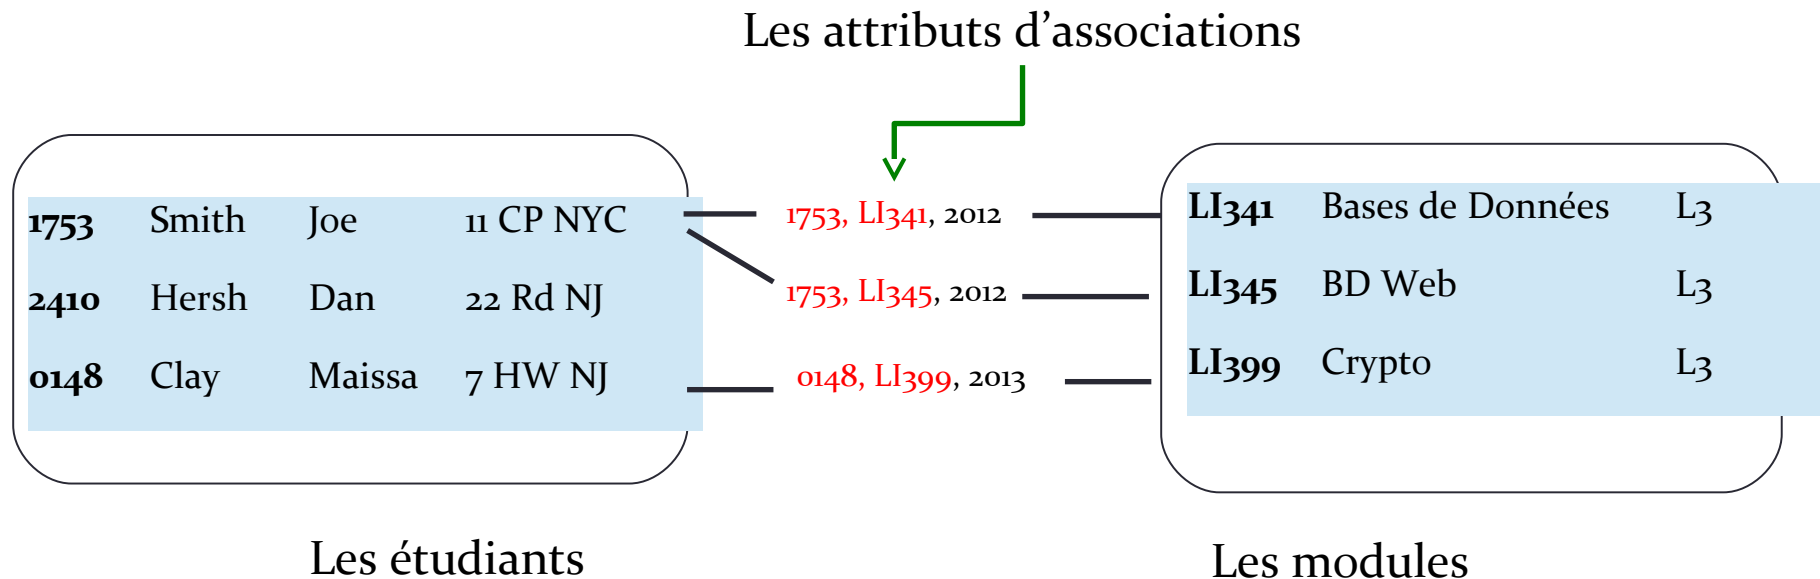 Les attributs d’associations
1753 Smith Joe 11 CP NYC
2410 Hersh Dan 22 Rd NJ
0148 Clay Maissa 7 HW NJ
1753, LI341, 2012
1753, LI345, 2012
0148, LI399, 2013
LI341 Bases de Données L3
LI345 BD Web L3
LI399 Crypto L3
Les étudiants
Les modules